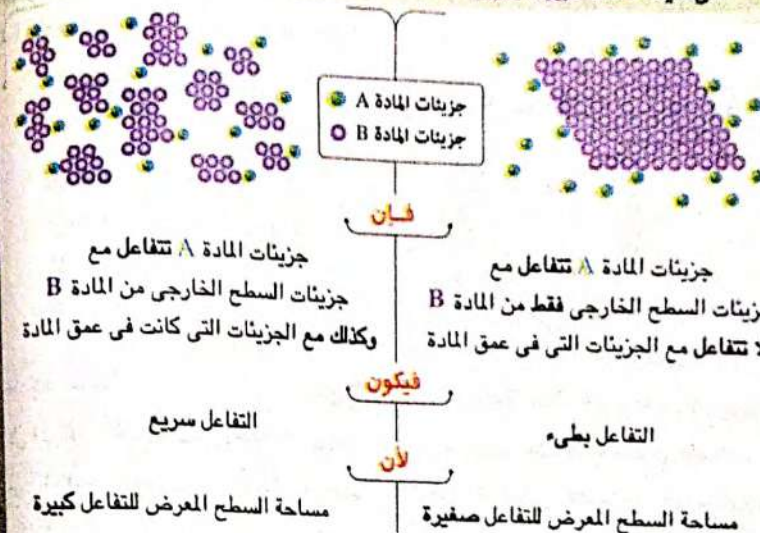 جزيئات المادة A
جزيئات المادة B
فإن
جزيئات المادة A تتفاعل مع
جزيئات السطح الخارجى فقط من المادة B
لا تتفاعل مع الجزيئات التى فى عمق المادة
جزيئات المادة A تتفاعل مع
جزيئات السطح الخارجى من المادة B
وكذلك مع الجزيئات التى كانت فى عمق المادة
فيكون
التفاعل بطىء
التفاعل سريع
لأن
مساحة السطح المعرض للتفاعل صغيرة
مساحة السطح المعرض للتفاعل كبيرة